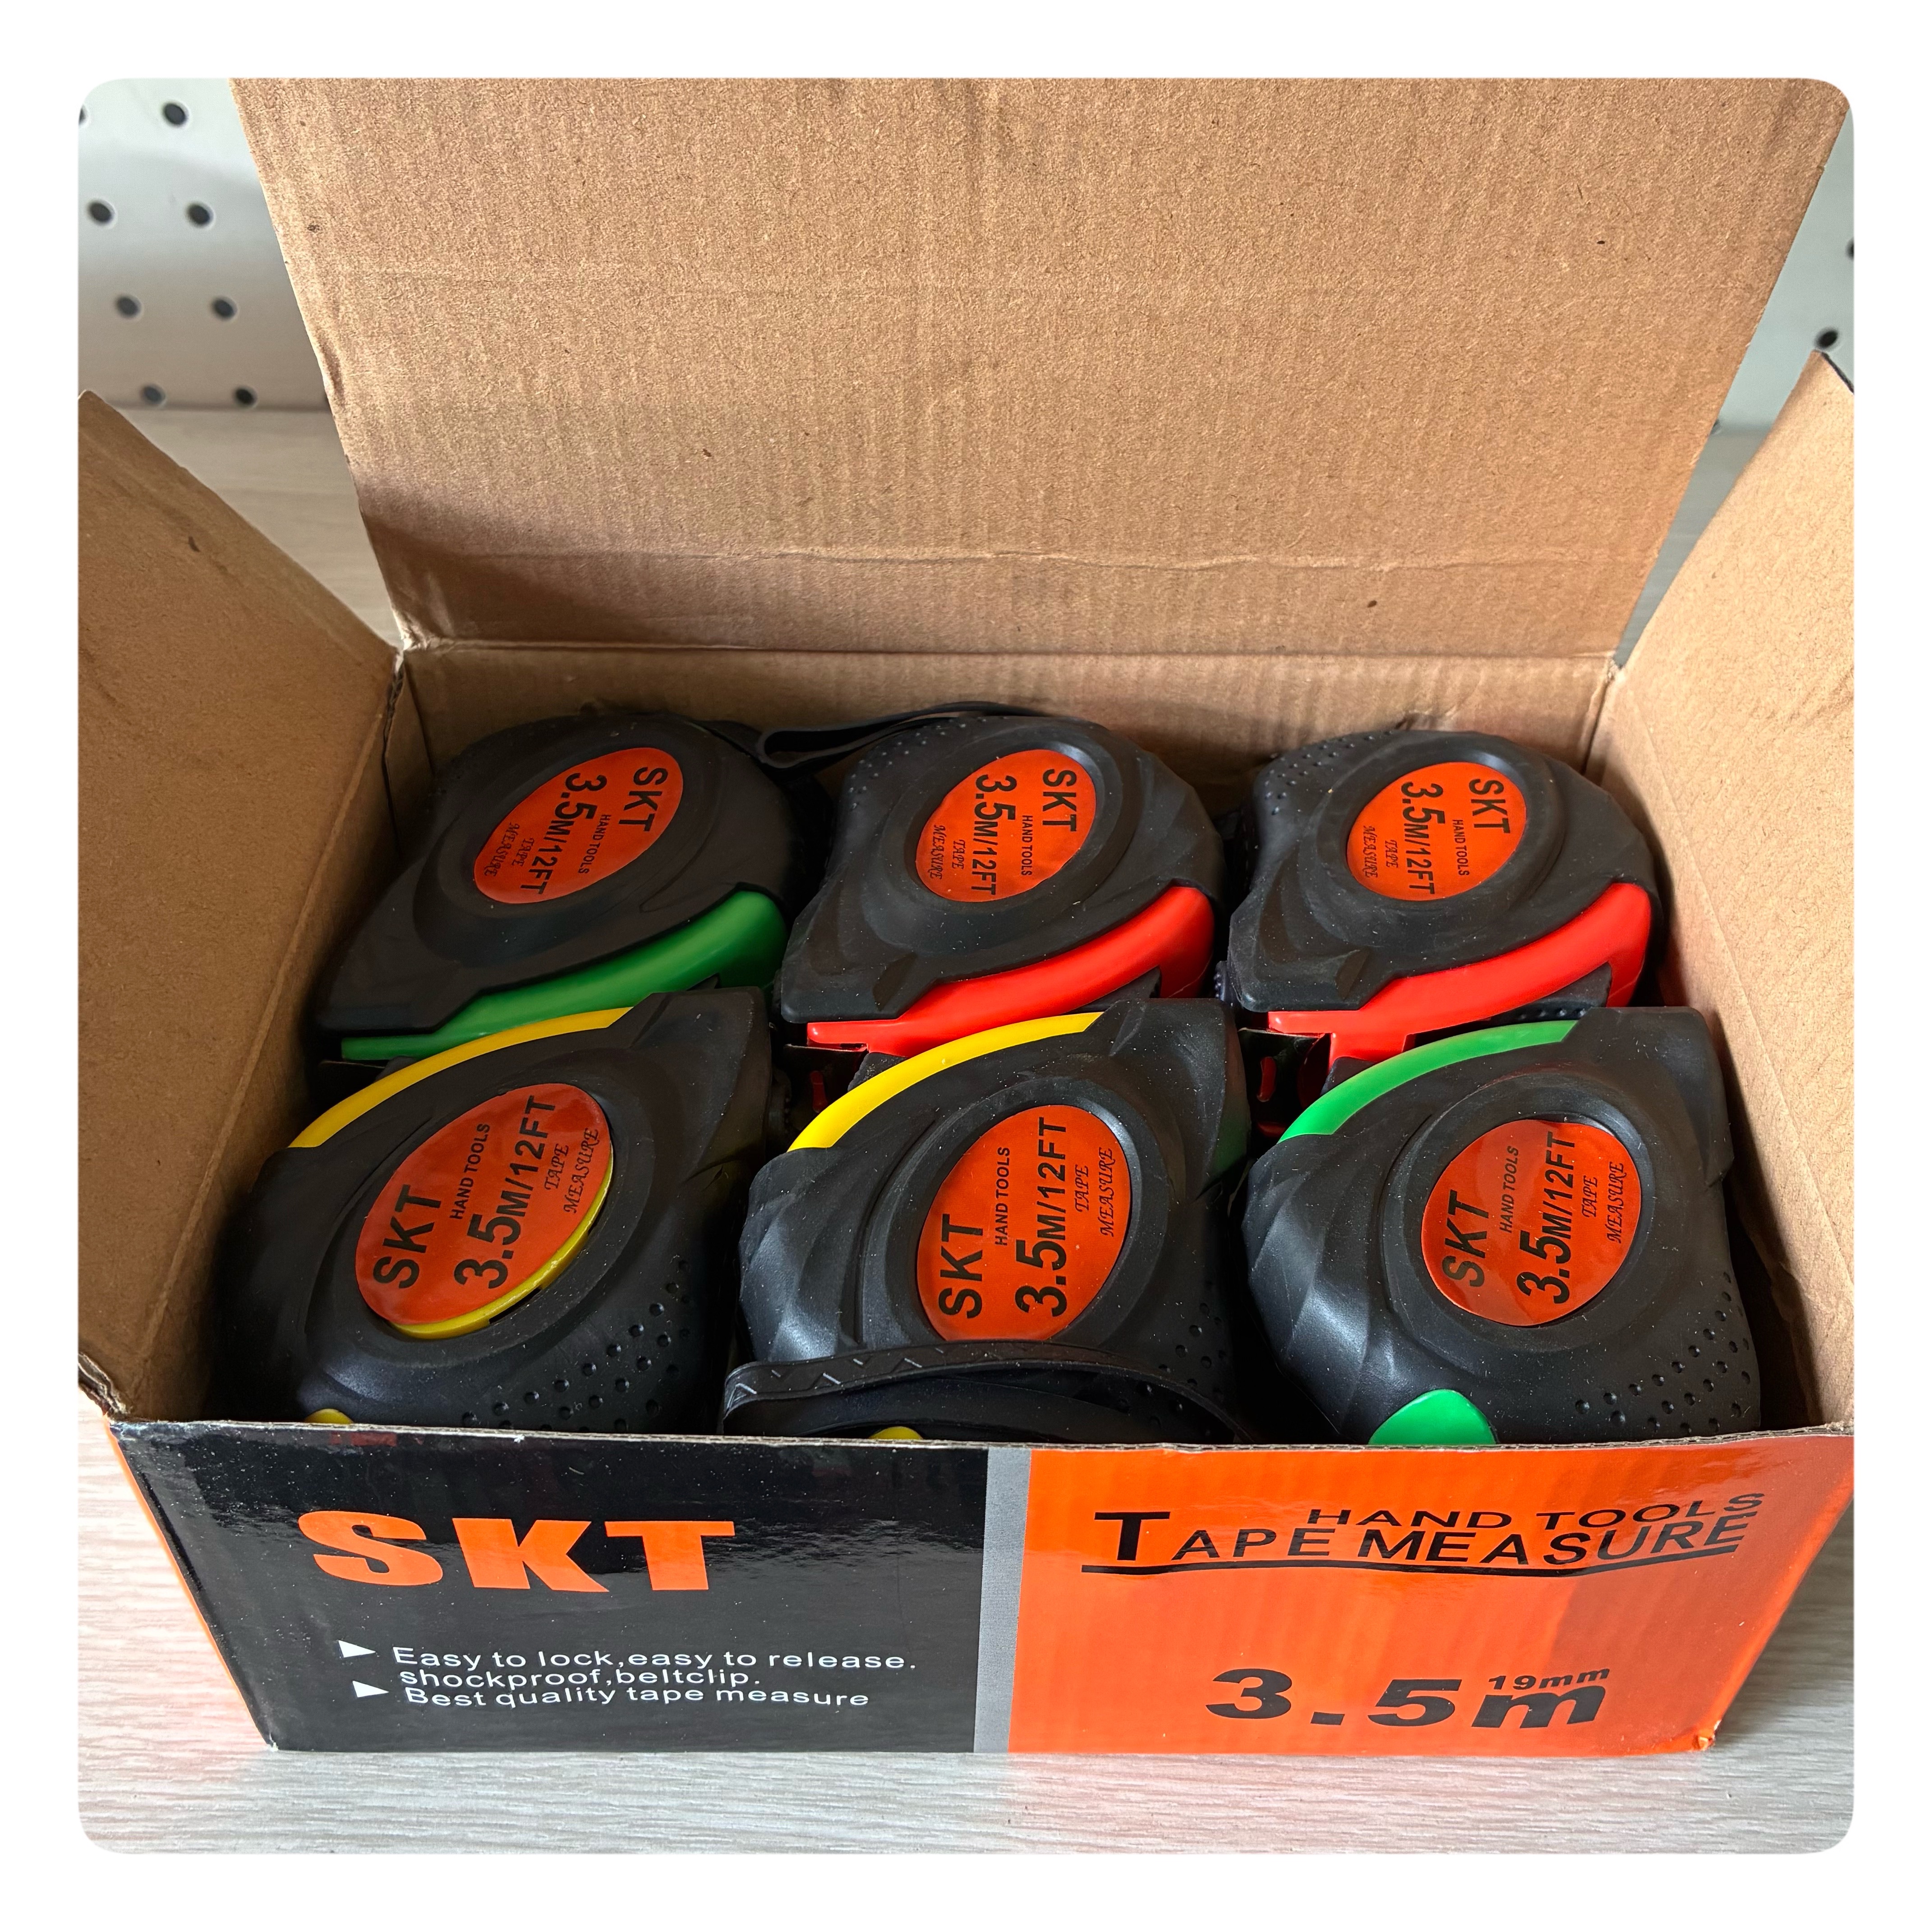 SKT
HAND TOOLS
3.5M/12FT
TAPE
MEASURE
SKT
HAND TOOLS
3.5M/12FT
TAPE
MEASURE
SKT
HAND TOOLS
3.5M/12FT
TAPE
MEASURE
SKT
HAND TOOLS
3.5M/12FT
TAPE
MEASURE
SKT
HAND TOOLS
3.5M/12FT
TAPE
MEASURE
SKT
HAND TOOLS
3.5M/12FT
TAPE
MEASURE
SKT
Easy to lock,easy to release.
shockproof,beltclip.
Best quality tape measure
HAND TOOLS
TAPE MEASURE
19mm
3.5m